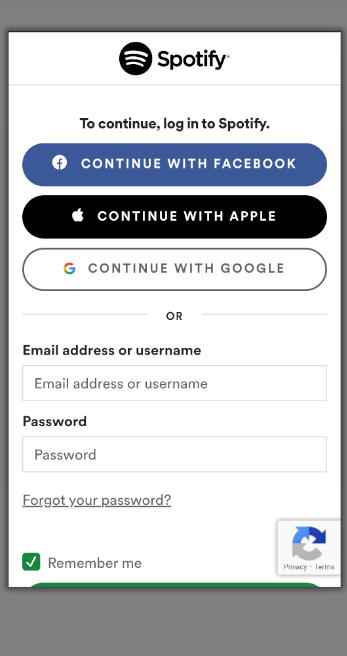 Spotify
To continue, log in to Spotify.
CONTINUE WITH FACEBOOK
CONTINUE WITH APPLE
CONTINUE WITH GOOGLE
OR
Email address or username
Email address or username
Password
Password
Forgot your password?
Remember me
Privacy - Terms